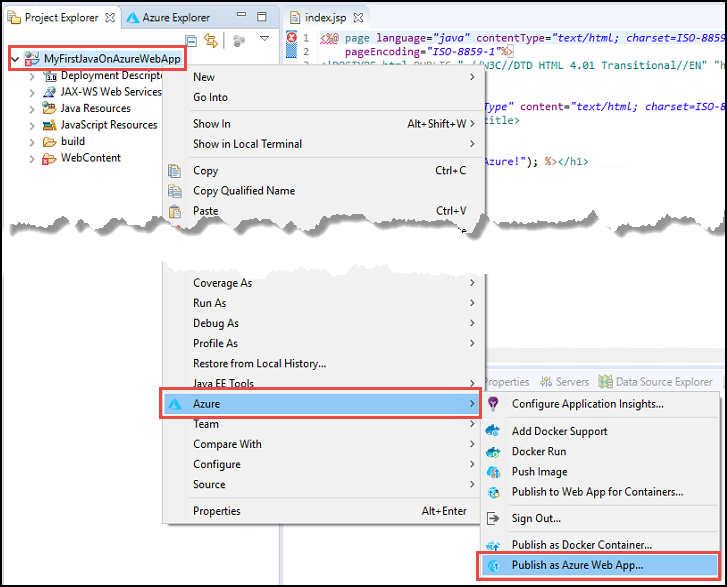 Project Explorer
Azure Explorer
index.jsp
MyFirstJavaOnAzureWebApp
Deployment Descripto
JAX-WS Web Services
Java Resources
JavaScript Resources
build
WebContent
1 <%@ page language="java" contentType="text/html; charset=ISO-8859
2 pageEncoding="ISO-8859-1"%>
<!DOCTYPE html PUBLIC "-//W3C//DTD HTML 4.01 Transitional//EN" "h
Type" content="text/html; charset=ISO-8
title>
Azure!"); %></h1>
New
Go Into
Show In Alt+Shift+W
Show in Local Terminal
Copy Ctrl+C
Copy Qualified Name
Paste Ctrl+V
Coverage As
Run As
Debug As
Profile As
Restore from Local History...
Java EE Tools
Azure
Team
Compare With
Configure
Source
Properties Alt+Enter
Properties
Servers
Data Source Explorer
Configure Application Insights...
Add Docker Support
Docker Run
Push Image
Publish to Web App for Containers...
Sign Out...
Publish as Docker Container...
Publish as Azure Web App...